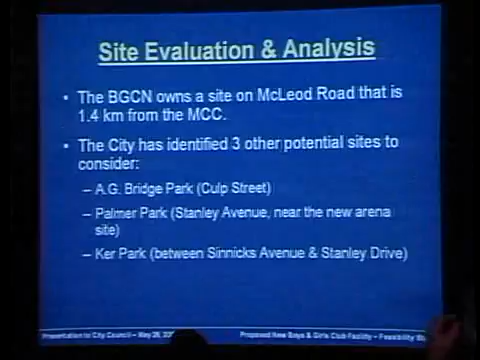 Site Evaluation & Analysis
• The BGCN owns a site on McLeod Road that is
1.4 km from the MCC.
• The City has identified 3 other potential sites to
consider:
– A.G. Bridge Park (Culp Street)
– Palmer Park (Stanley Avenue, near the new arena
site)
– Ker Park (between Sinnicks Avenue & Stanley Drive)
Presentation to City Council – May 26,
Proposed New Boys & Girls Club Facility – Feasibility